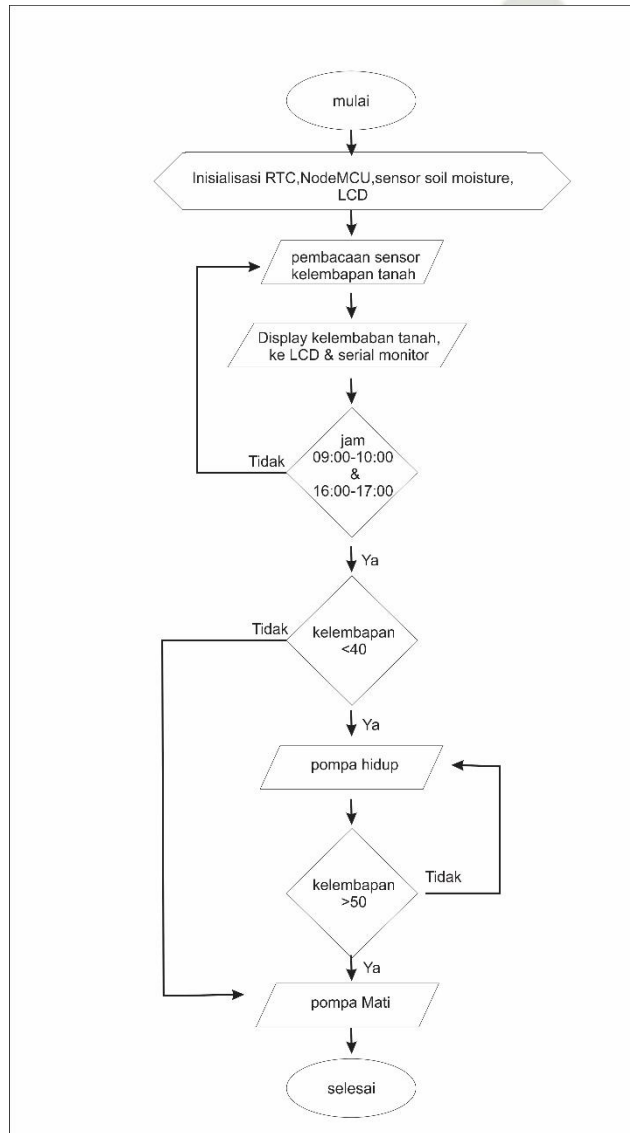 mulai
Inisialisasi RTC,NodeMCU,sensor soil moisture,
LCD
pembacaan sensor
kelembapan tanah
Display kelembaban tanah,
ke LCD & serial monitor
jam
09:00-10:00
&
16:00-17:00
Tidak
Ya
kelembapan
<40
Tidak
Ya
pompa hidup
kelembapan
>50
Tidak
Ya
pompa Mati
selesai